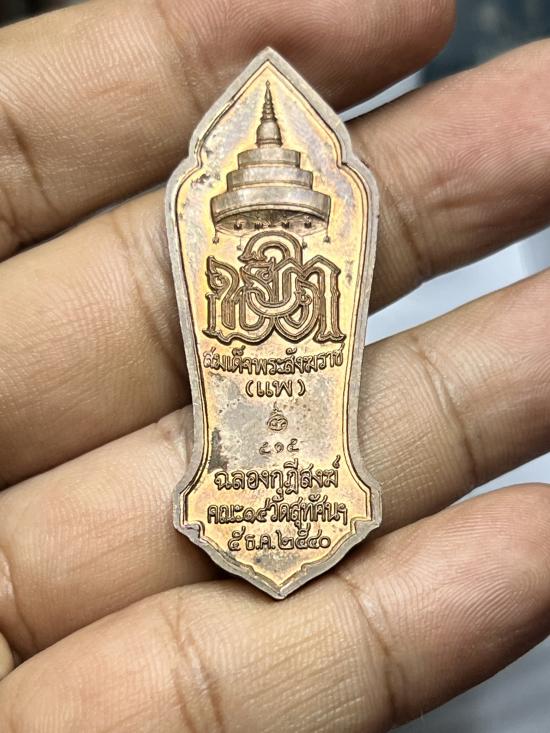 สมเด็จพระสังฆราช
(แพ)
๕๑๕
ฉลองกุฏีสงฆ์
คณะ๑๔วัดสุทัศนฯ
๕ ธ.ค.๒๕๔๐